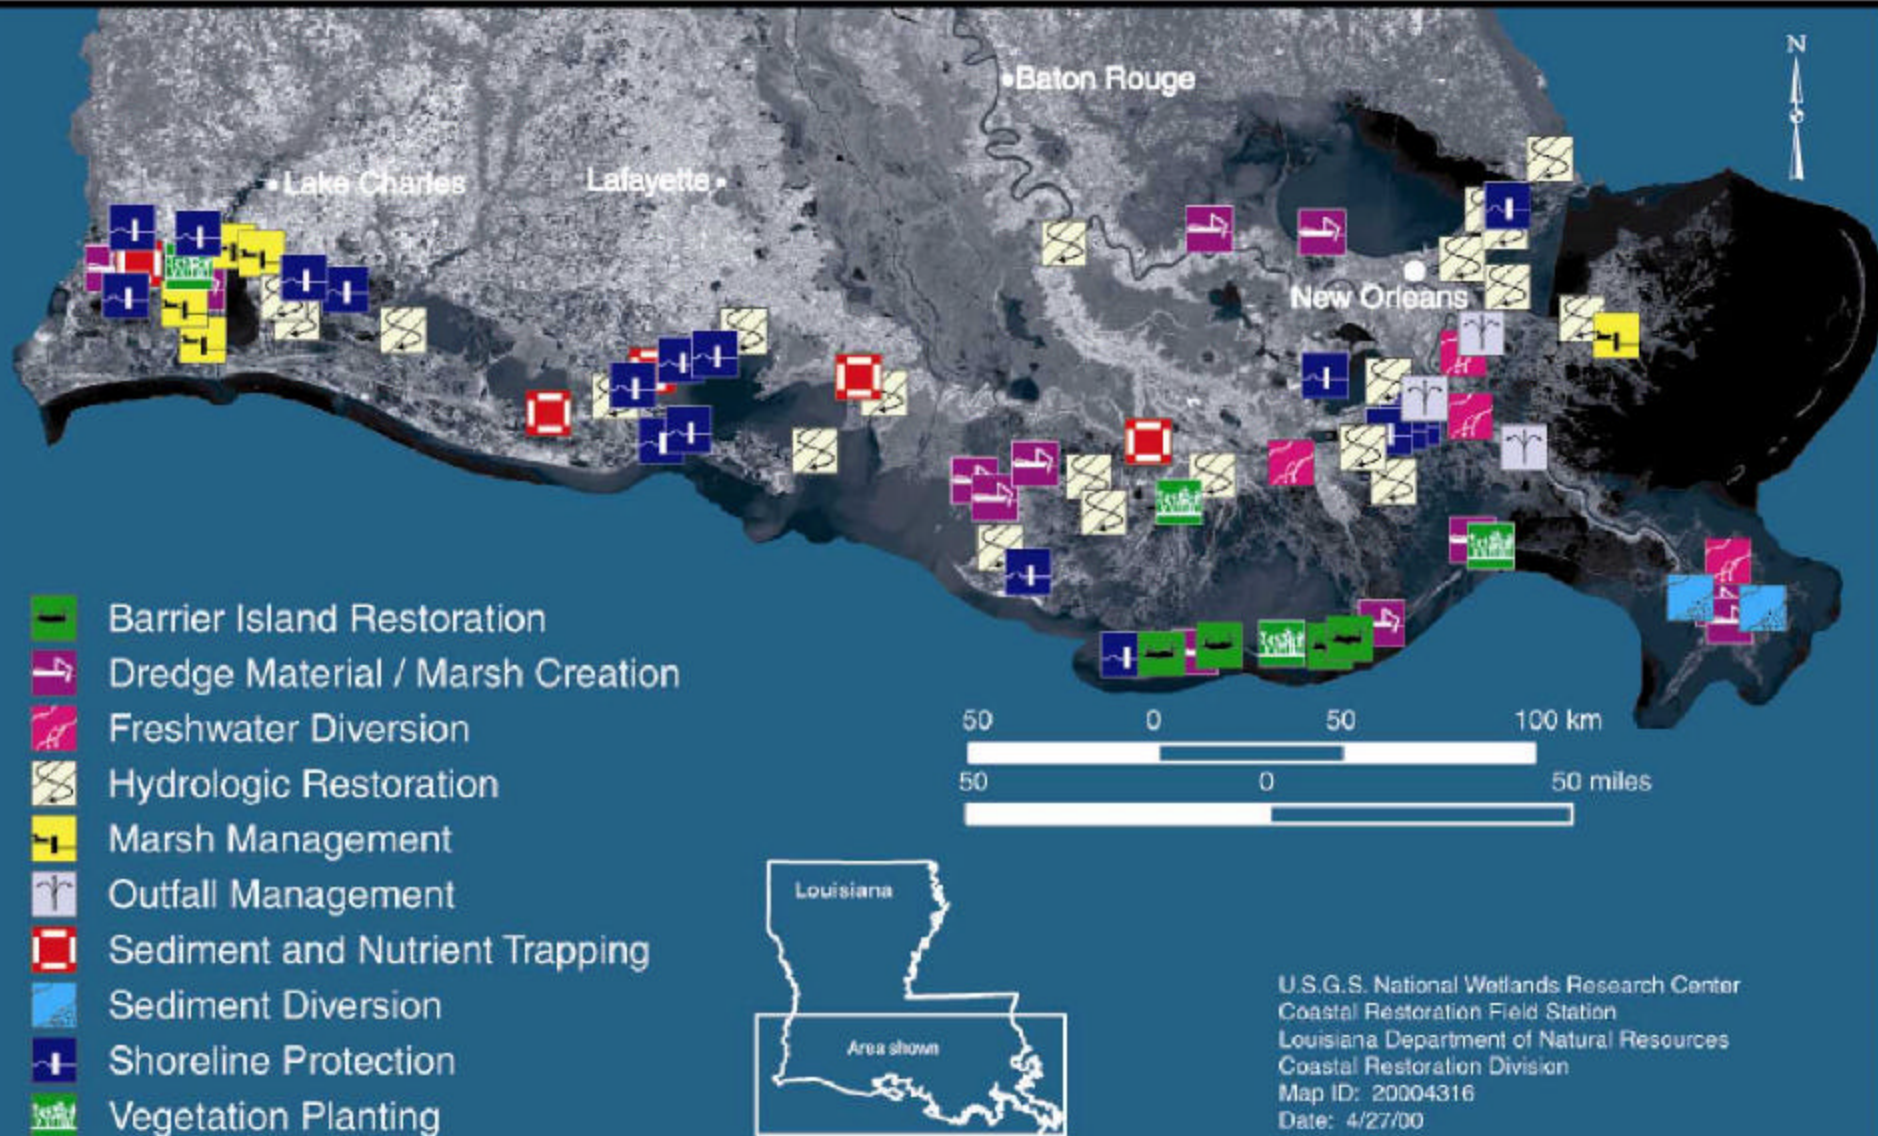 N
Baton Rouge
Lake Charles
Lafayette
New Orleans
Barrier Island Restoration
Dredge Material / Marsh Creation
Freshwater Diversion
Hydrologic Restoration
Marsh Management
Outfall Management
Sediment and Nutrient Trapping
Sediment Diversion
Shoreline Protection
Vegetation Planting
50 0 50 100 km
50 0 50 miles
Louisiana
Area shown
U.S.G.S. National Wetlands Research Center
Coastal Restoration Field Station
Louisiana Department of Natural Resources
Coastal Restoration Division
Map ID: 20004316
Date: 4/27/00